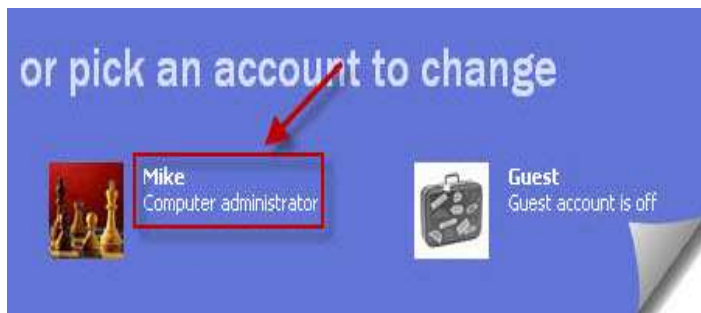 or pick an account to change
Mike
Computer administrator
Guest
Guest account is off